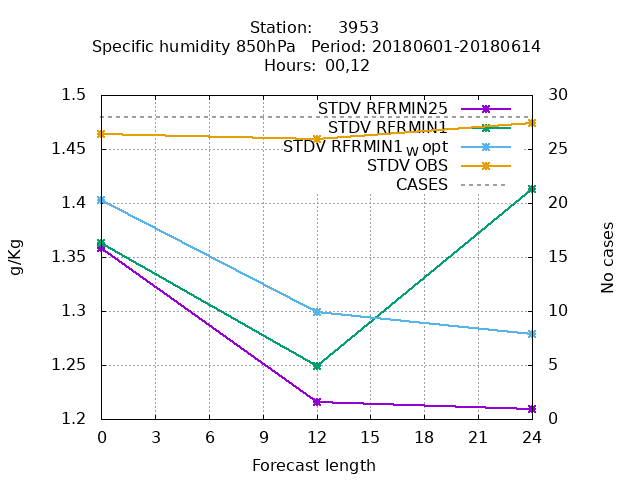 Station: 3953
Specific humidity 850hPa Period: 20180601-20180614
Hours: 00,12
1.5
1.45
1.4
1.35
1.3
1.25
1.2
g/Kg
STDV RFRMIN25
STDV RFRMIN1
STDV RFRMIN1 W opt
STDV OBS
CASES
30
25
20
15
10
5
0
No cases
0 3 6 9 12 15 18 21 24
Forecast length